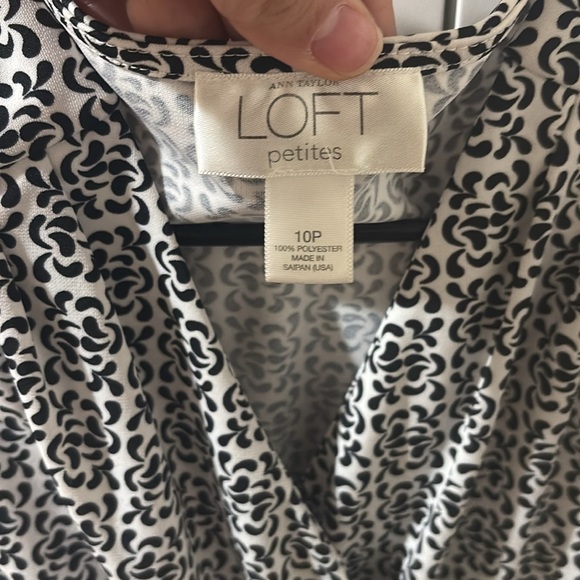 ANN TAYLOR
LOFT
petites
10P
100% POLYESTER
MADE IN
SAIPAN (USA)